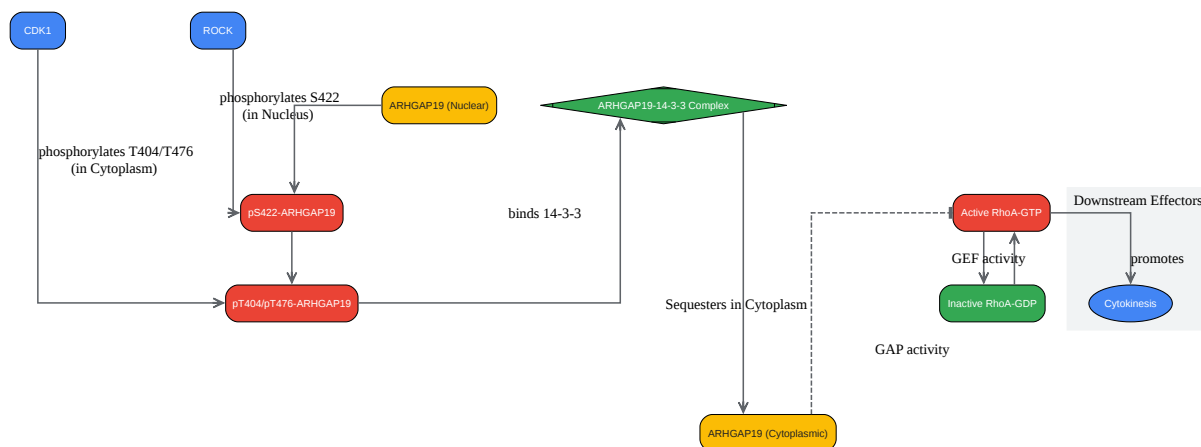 CDK1
ROCK
phosphorylates S422
(in Nucleus)
ARHGAP19 (Nuclear)
ARHGAP19-14-3-3 Complex
phosphorylates T404/T476
(in Cytoplasm)
pS422-ARHGAP19
binds 14-3-3
Active RhoA-GTP
Downstream Effectors
GEF activity
promotes
pT404/pT476-ARHGAP19
Sequesters in Cytoplasm
Inactive RhoA-GDP
Cytokinesis
GAP activity
ARHGAP19 (Cytoplasmic)